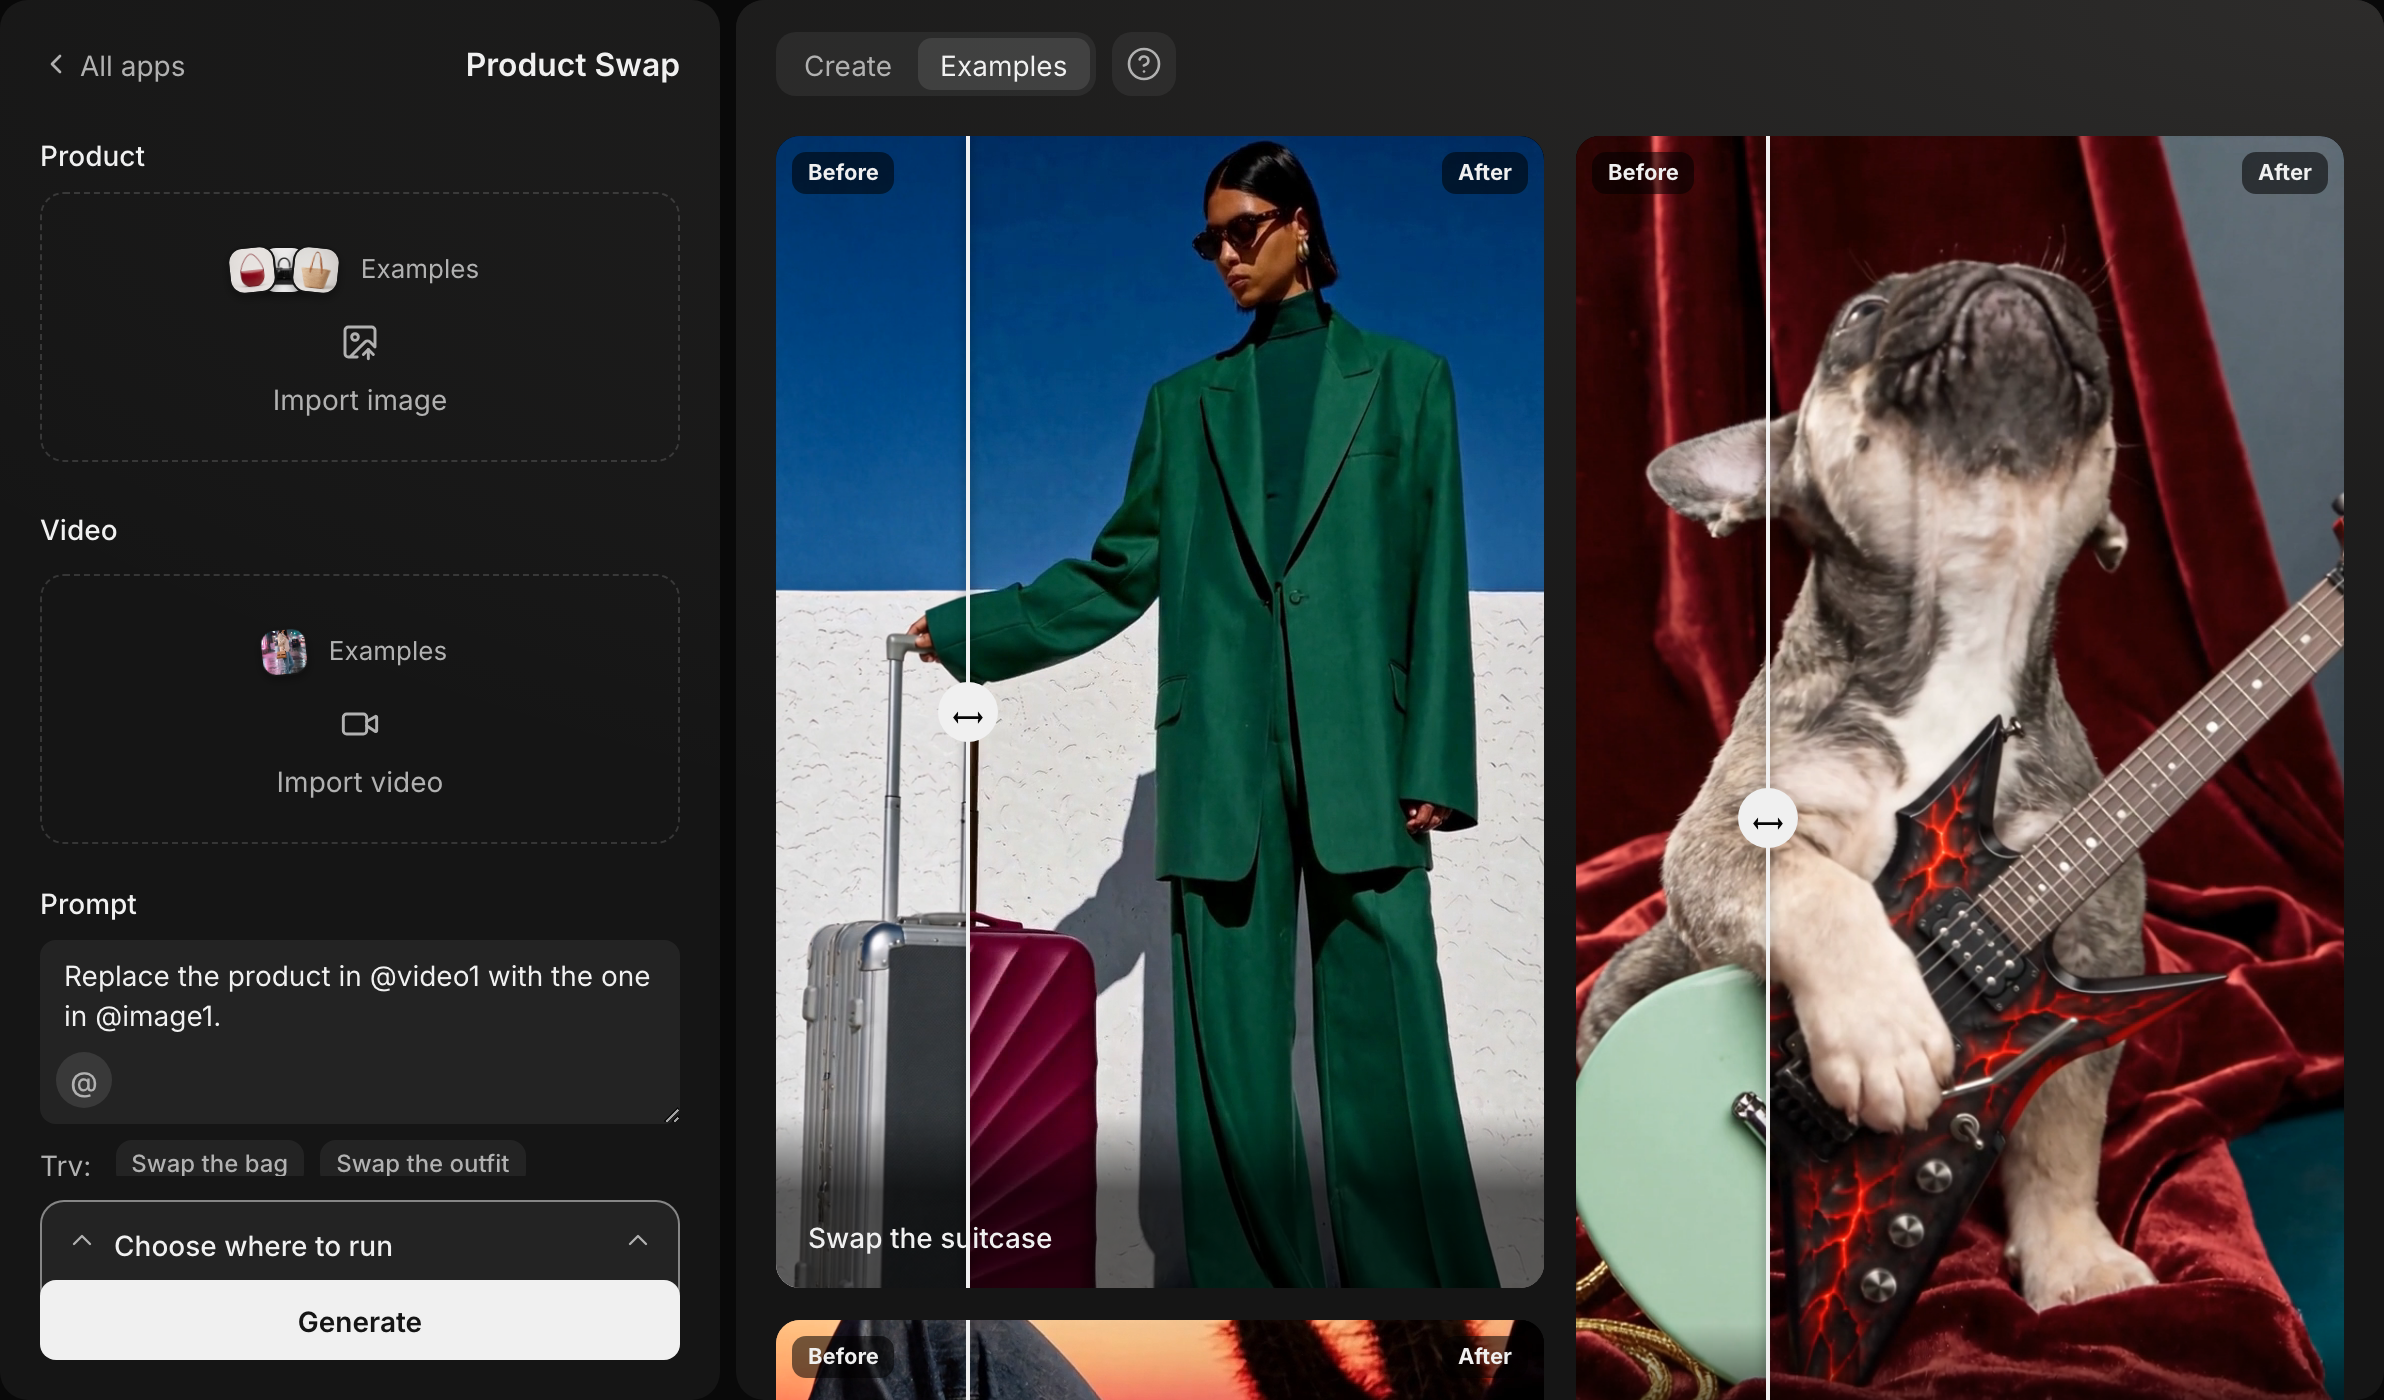 All apps
Product Swap
Product
Examples
Import image
Video
Examples
Import video
Prompt
Replace the product in @video1 with the one
in @image1.
@
Try:
Swap the bag
Swap the outfit
Choose where to run
Generate
Create
Examples
Before
After
Swap the suitcase
Before
After
Before
After